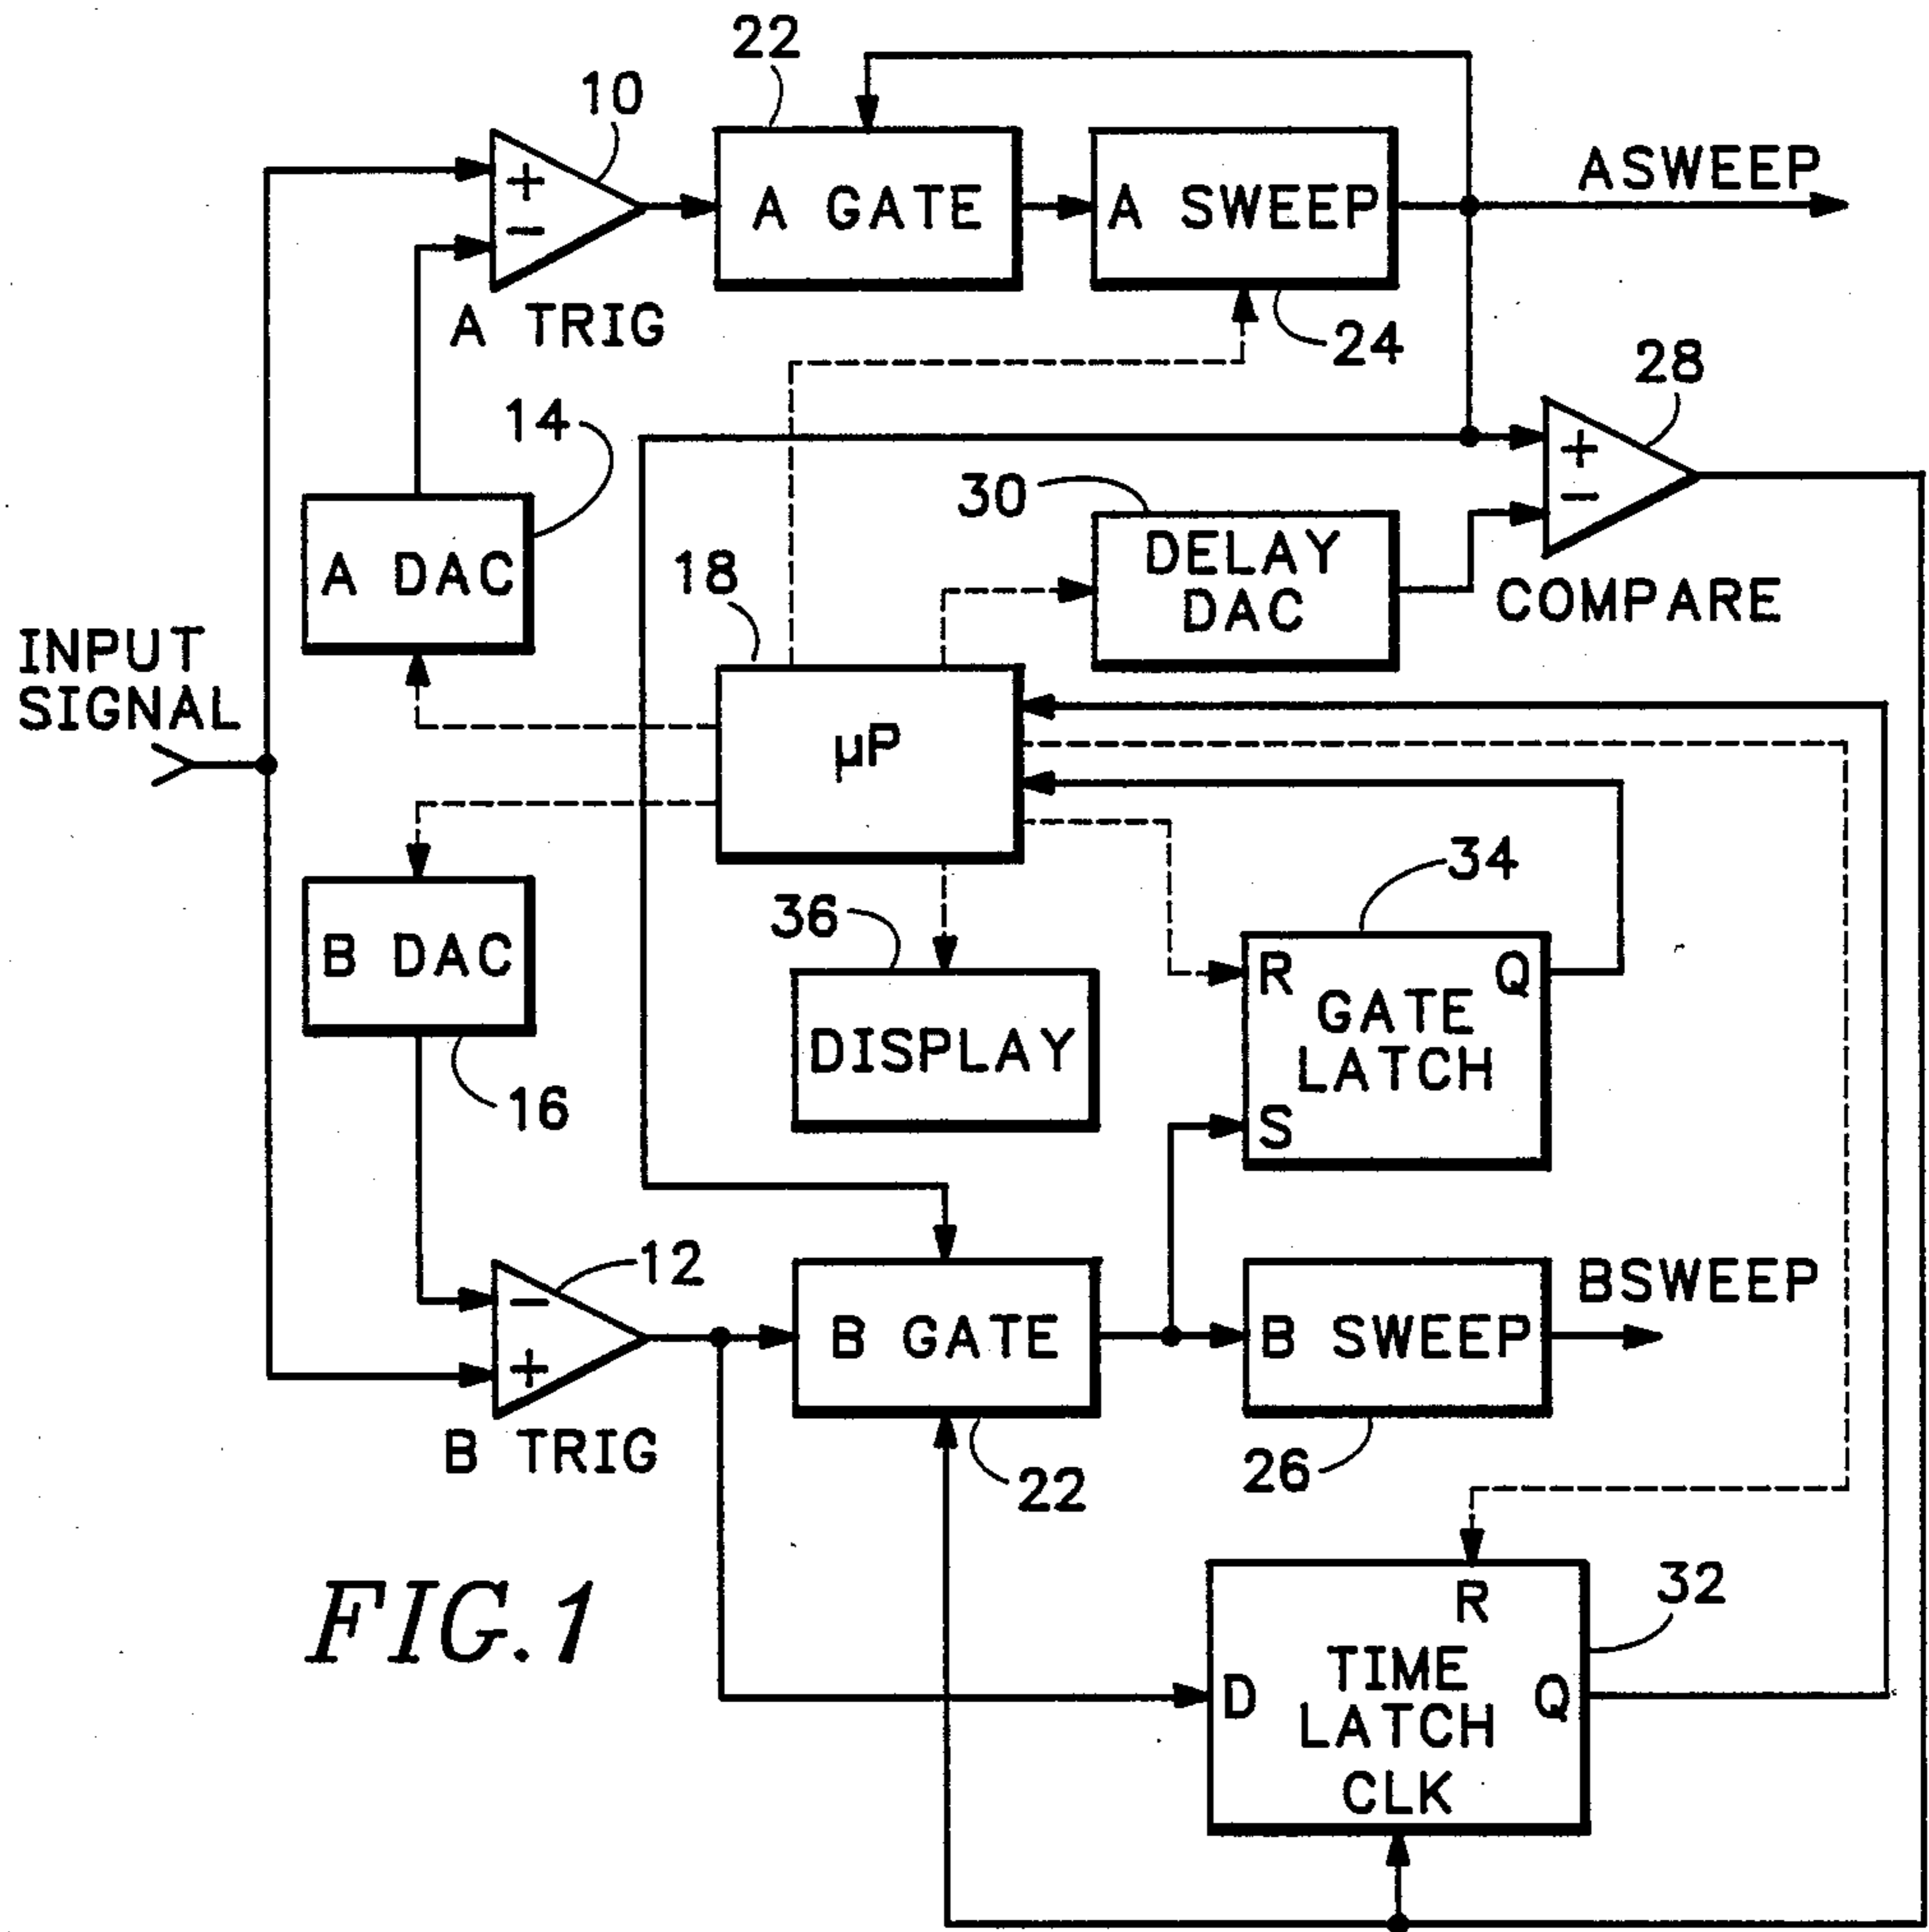 22
10
+
−
A GATE
A SWEEP
ASWEEP
A TRIG
24
28
14
+
−
30
A DAC
DELAY
DAC
18
COMPARE
INPUT
SIGNAL
µP
34
36
B DAC
R
Q
GATE
LATCH
DISPLAY
S
16
12
BSWEEP
−
+
B GATE
B SWEEP
B TRIG
22
26
FIG.1
R
32
TIME
D
Q
LATCH
CLK